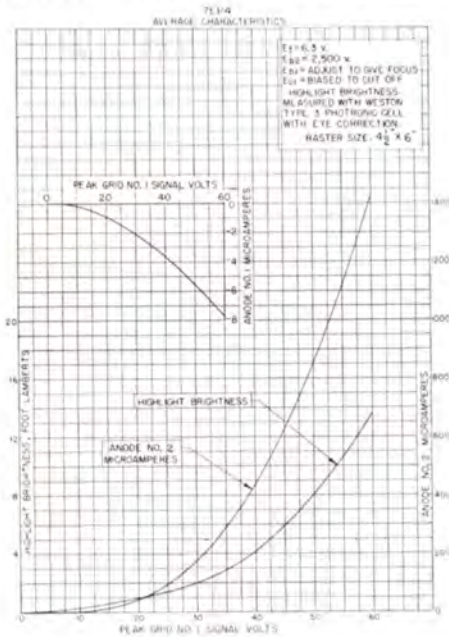 7EP4
AVERAGE CHARACTERISTICS
Ef = 6.3 V.
Eb2 = 2,500 V.
Eb1 = ADJUST TO GIVE FOCUS
Ec1 = BIASED TO CUT OFF
HIGHLIGHT BRIGHTNESS
MEASURED WITH WESTON
TYPE 3 PHOTRONIC CELL
WITH EYE CORRECTION.
RASTER SIZE: 4½" × 6"
PEAK GRID NO. 1 SIGNAL VOLTS
0 20 40 60
0
-2
-4
-6
-8
ANODE NO. 1 MICROAMPERES
20
16
12
8
4
0
HIGHLIGHT BRIGHTNESS, FOOT LAMBERTS
HIGHLIGHT BRIGHTNESS
ANODE NO. 2
MICROAMPERES
1400
1200
1000
800
600
400
200
0
ANODE NO. 2 MICROAMPERES
0 20 30 40 50 60
PEAK GRID NO. 1 SIGNAL VOLTS